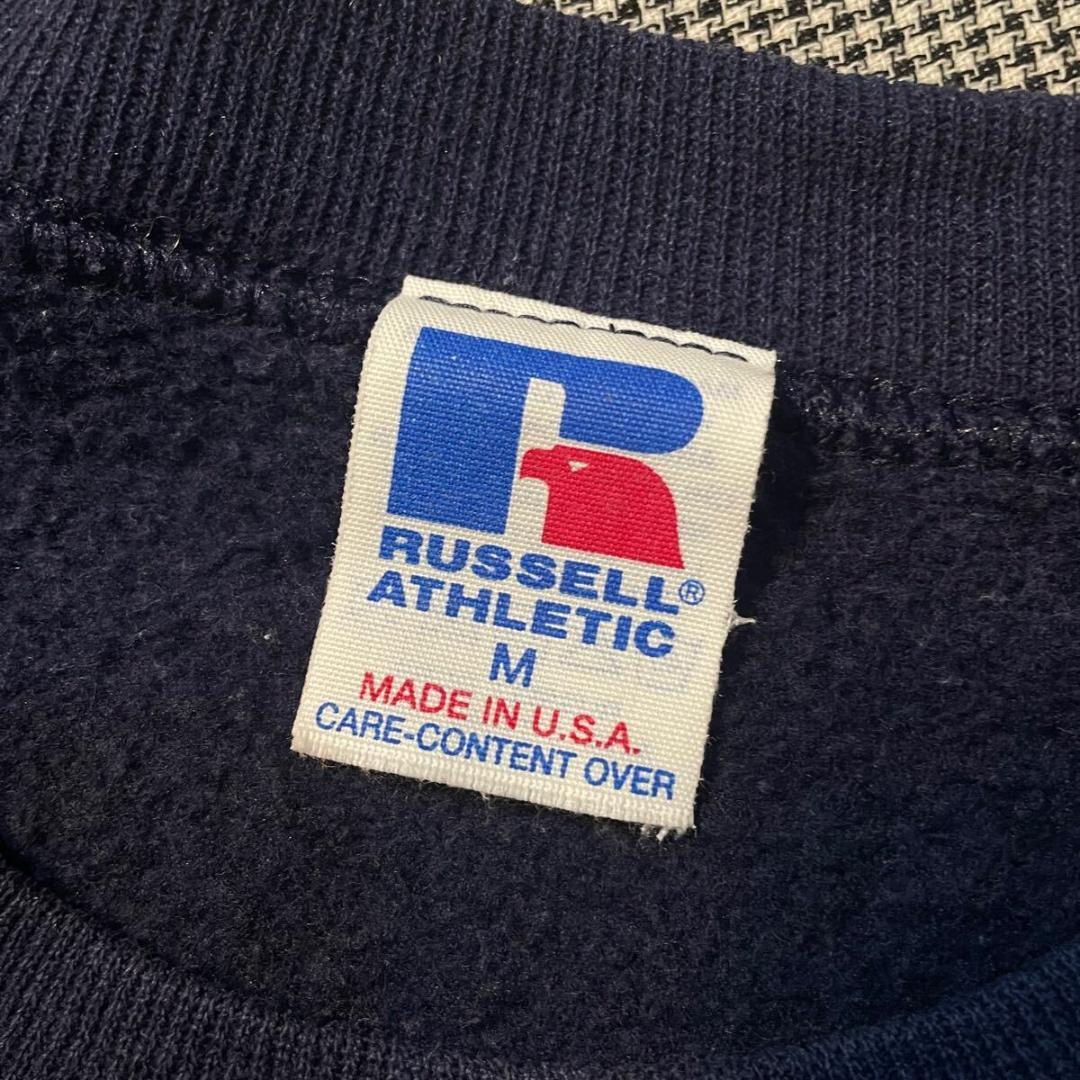 R
RUSSELL®
ATHLETIC
M
MADE IN U.S.A.
CARE-CONTENT OVER